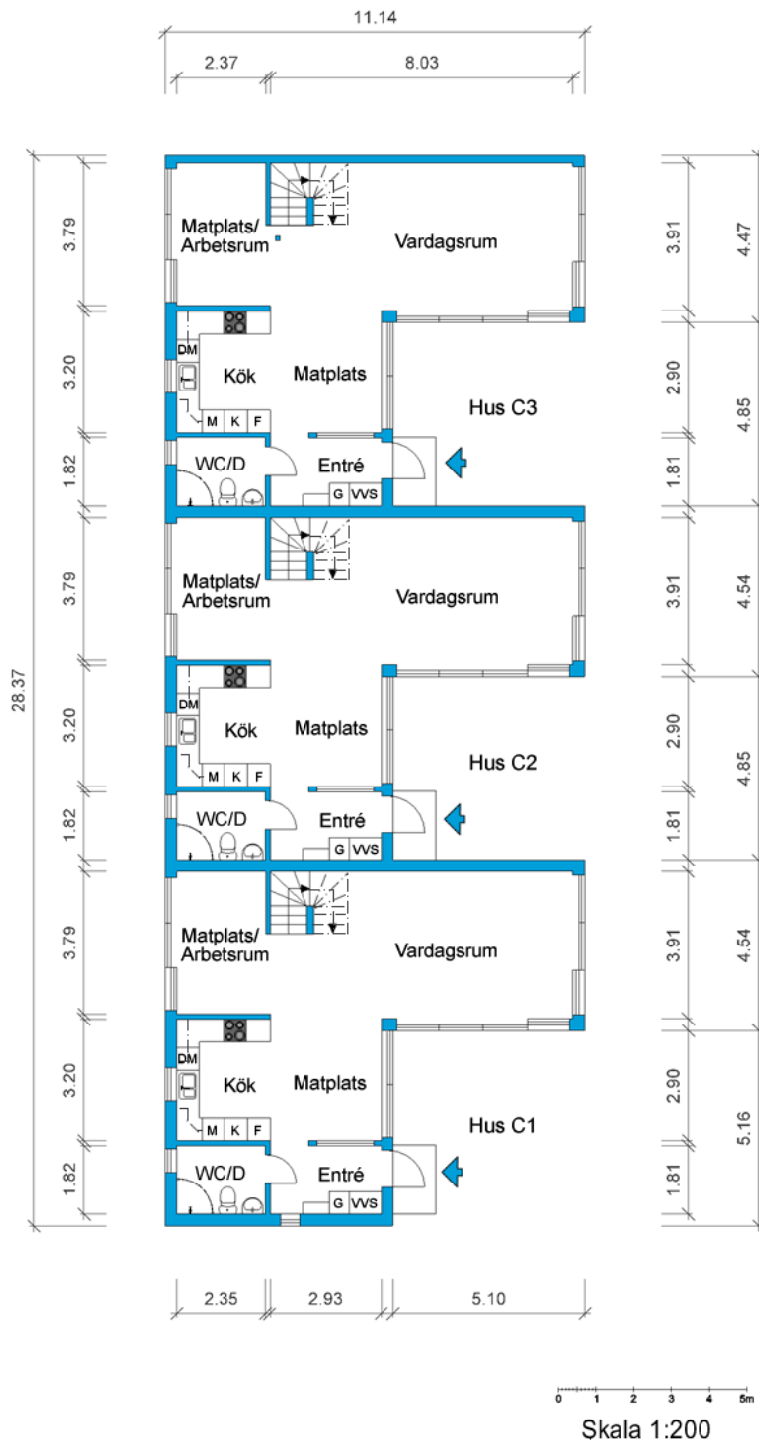 11.14
2.37 8.03
Matplats/
Arbetsrum
Vardagsrum
3.79
3.91
4.47
DM
Kök
Matplats
Hus C3
M K F
3.20
2.90
4.85
WC/D
Entré
G VVS
1.82
1.81
Matplats/
Arbetsrum
Vardagsrum
3.79
3.91
4.54
28.37
DM
Kök
Matplats
Hus C2
M K F
3.20
2.90
4.85
WC/D
Entré
G VVS
1.82
1.81
Matplats/
Arbetsrum
Vardagsrum
3.79
3.91
4.54
DM
Kök
Matplats
Hus C1
M K F
3.20
2.90
5.16
WC/D
Entré
G VVS
1.82
1.81
2.35 2.93 5.10
0 1 2 3 4 5m
Skala 1:200